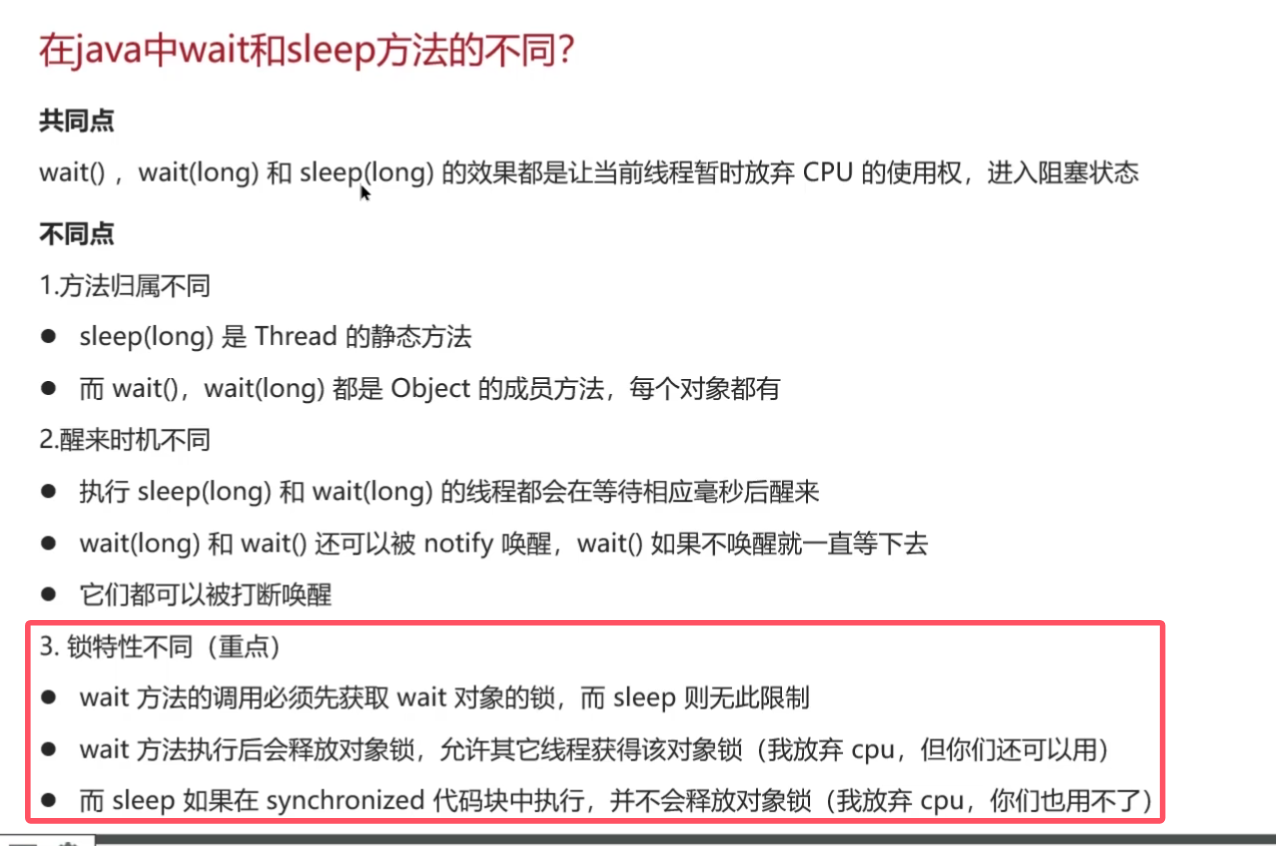 在java中wait和sleep方法的不同？
共同点
wait() ，wait(long) 和 sleep(long) 的效果都是让当前线程暂时放弃 CPU 的使用权，进入阻塞状态
不同点
1.方法归属不同
● sleep(long) 是 Thread 的静态方法
● 而 wait()，wait(long) 都是 Object 的成员方法，每个对象都有
2.醒来时机不同
● 执行 sleep(long) 和 wait(long) 的线程都会在等待相应毫秒后醒来
● wait(long) 和 wait() 还可以被 notify 唤醒，wait() 如果不唤醒就一直等下去
● 它们都可以被打断唤醒
3. 锁特性不同（重点）
● wait 方法的调用必须先获取 wait 对象的锁，而 sleep 则无此限制
● wait 方法执行后会释放对象锁，允许其它线程获得该对象锁（我放弃 cpu，但你们还可以用）
● 而 sleep 如果在 synchronized 代码块中执行，并不会释放对象锁（我放弃 cpu，你们也用不了）